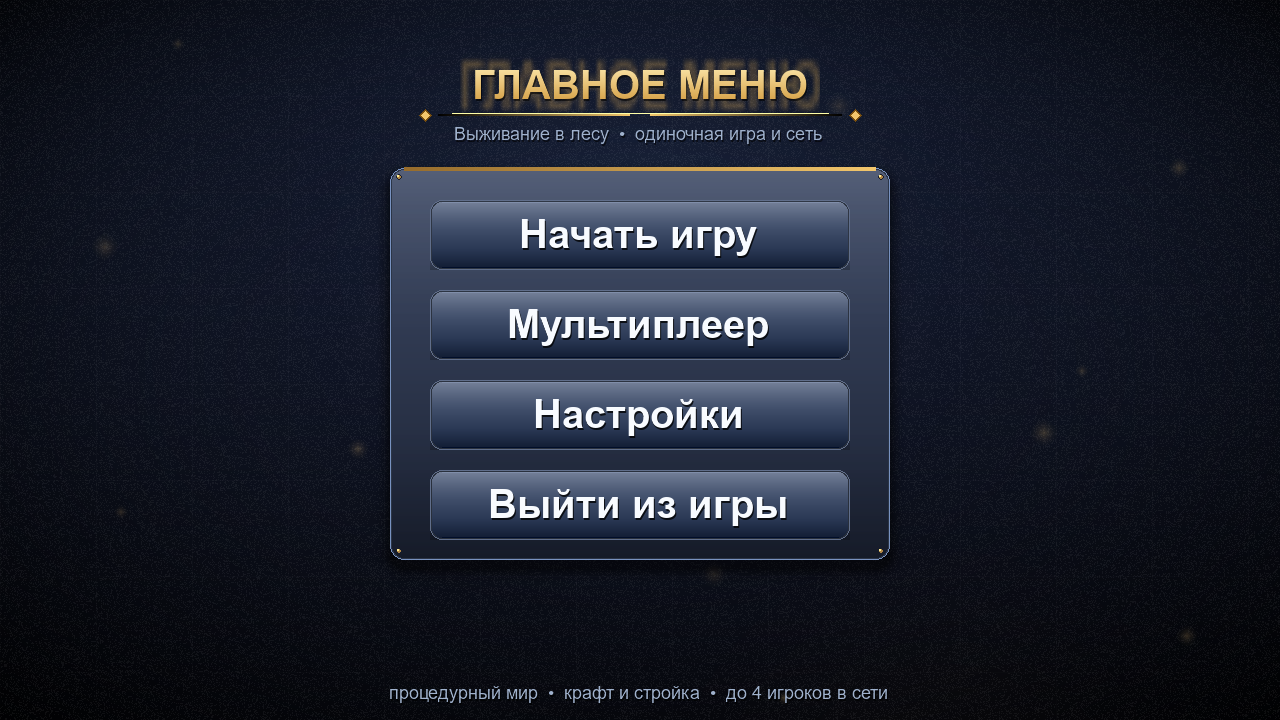 ГЛАВНОЕ МЕНЮ
Выживание в лесу • одиночная игра и сеть
Начать игру
Мультиплеер
Настройки
Выйти из игры
процедурный мир • крафт и стройка • до 4 игроков в сети